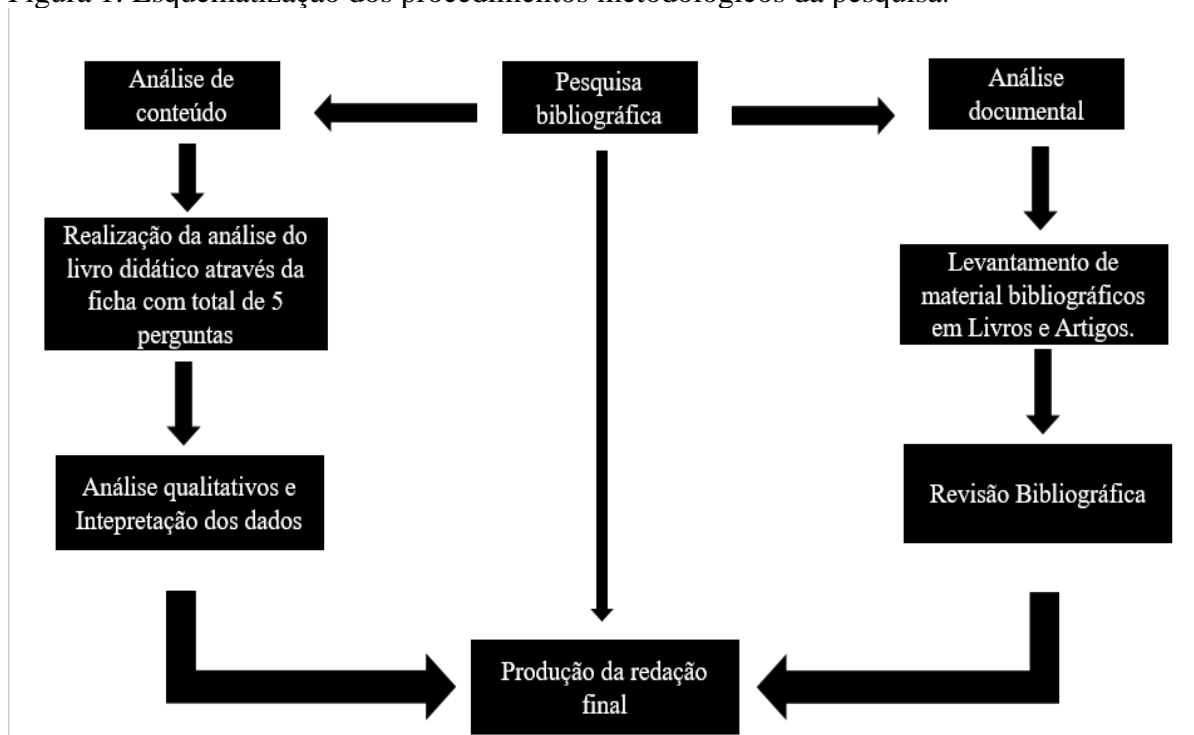 Figura 1: Esquematização dos procedimentos metodológicos da pesquisa.
Análise de
conteúdo
Pesquisa
bibliográfica
Análise
documental
Realização da análise do
livro didático através da
ficha com total de 5
perguntas
Levantamento de
material bibliográficos
em Livros e Artigos.
Análise qualitativos e
Intepretação dos dados
Revisão Bibliográfica
Produção da redação
final